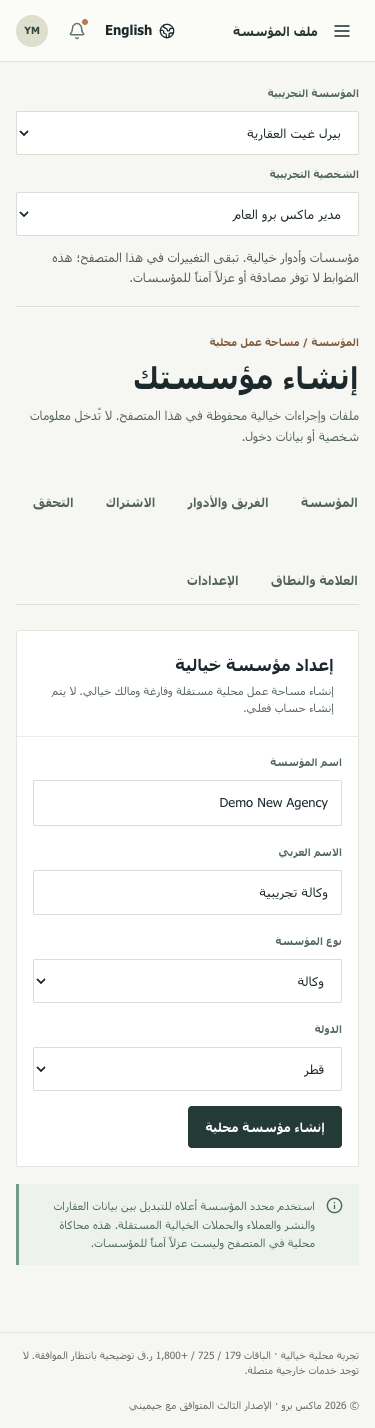 ملف المؤسسة
English
YM
المؤسسة التجريبية
بيرل غيت العقارية
الشخصية التجريبية
مدير ماكس برو العام
مؤسسات وأدوار خيالية. تبقى التغييرات في هذا المتصفح؛ هذه
الضوابط لا توفر مصادقة أو عزلاً آمناً للمؤسسات.
المؤسسة / مساحة عمل محلية
إنشاء مؤسستك
ملفات وإجراءات خيالية محفوظة في هذا المتصفح. لا تُدخل معلومات
شخصية أو بيانات دخول.
المؤسسة
الفريق والأدوار
الاشتراك
التحقق
العلامة والنطاق
الإعدادات
إعداد مؤسسة خيالية
إنشاء مساحة عمل محلية مستقلة وفارغة ومالك خيالي. لا يتم
إنشاء حساب فعلي.
اسم المؤسسة
Demo New Agency
الاسم العربي
وكالة تجريبية
نوع المؤسسة
وكالة
الدولة
قطر
إنشاء مؤسسة محلية
استخدم محدد المؤسسة أعلاه للتبديل بين بيانات العقارات
والنشر والعملاء والحملات الخيالية المستقلة. هذه محاكاة
محلية في المتصفح وليست عزلاً آمناً للمؤسسات.
تجربة محلية خيالية · الباقات 179 / 725 / +1,800 ر.ق توضيحية بانتظار الموافقة. لا
توجد خدمات خارجية متصلة.
© 2026 ماكس برو · الإصدار الثالث المتوافق مع جيميني